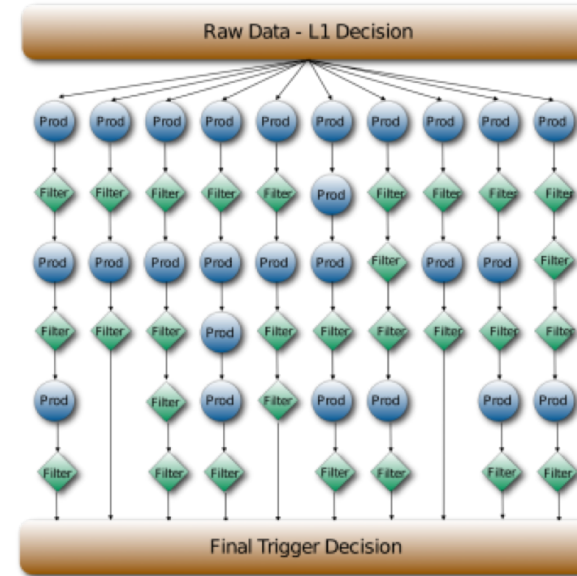 Raw Data - L1 Decision
Prod Prod Prod Prod Prod Prod Prod Prod Prod Prod
Filter Filter Filter Filter Filter Prod Filter Filter Filter Filter
Prod Prod Prod Prod Prod Prod Filter Prod Prod Filter
Filter Filter Filter Prod Filter Filter Filter Filter Filter Filter
Prod Filter Prod Filter Prod Prod Prod Prod
Filter Filter Filter Filter Filter Filter Filter
Final Trigger Decision